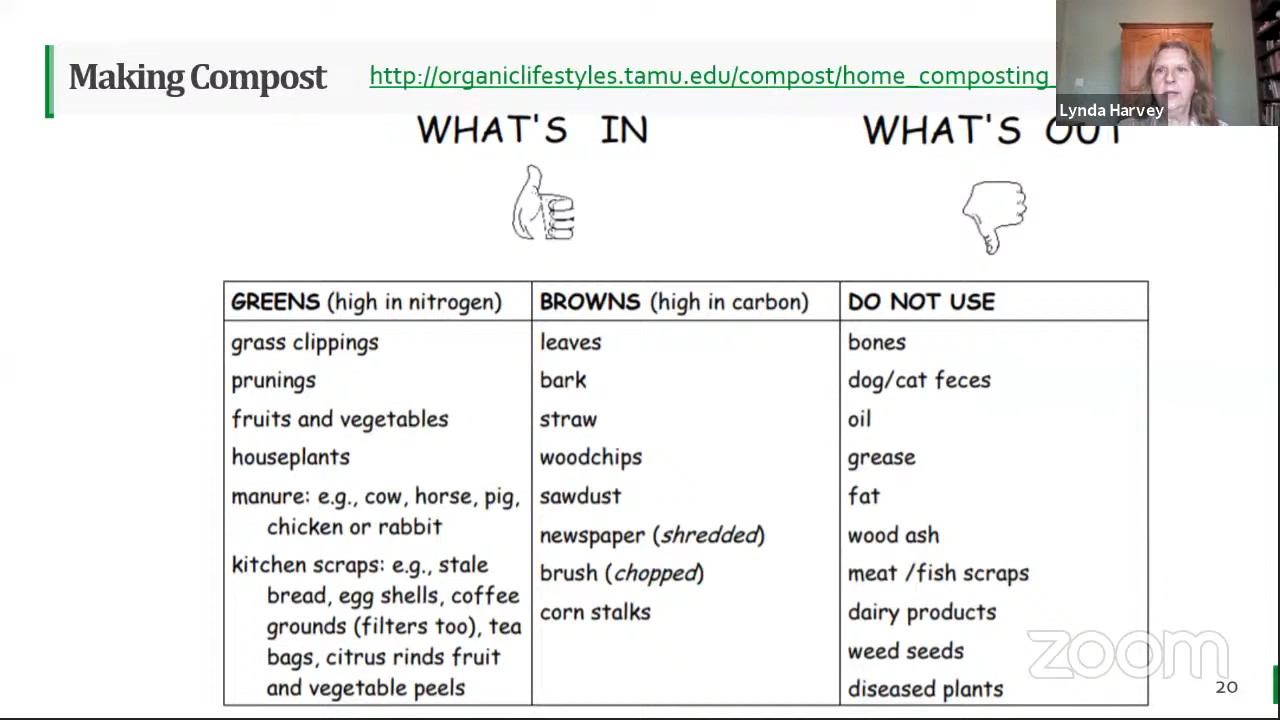 Making Compost
http://organiclifestyles.tamu.edu/compost/home_composting_
Lynda Harvey
WHAT'S IN
WHAT'S OUT
GREENS (high in nitrogen)
grass clippings
prunings
fruits and vegetables
houseplants
manure: e.g., cow, horse, pig,
chicken or rabbit
kitchen scraps: e.g., stale
bread, egg shells, coffee
grounds (filters too), tea
bags, citrus rinds fruit
and vegetable peels
BROWNS (high in carbon)
leaves
bark
straw
woodchips
sawdust
newspaper (shredded)
brush (chopped)
corn stalks
DO NOT USE
bones
dog/cat feces
oil
grease
fat
wood ash
meat /fish scraps
dairy products
weed seeds
diseased plants
zoom
20